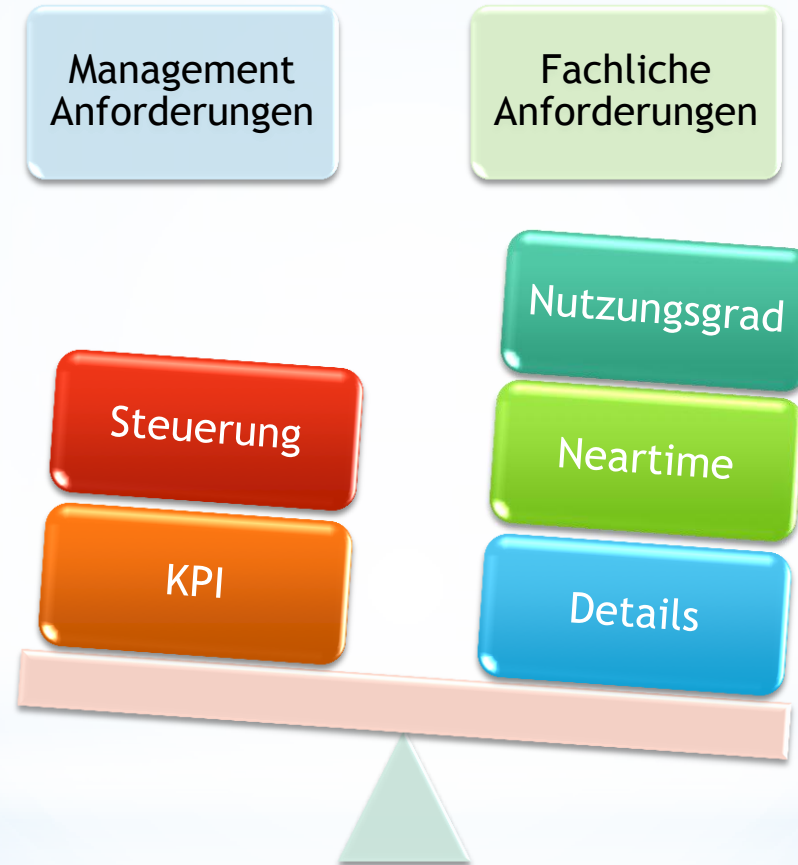 Management
Anforderungen
Fachliche
Anforderungen
Steuerung
KPI
Nutzungsgrad
Neartime
Details